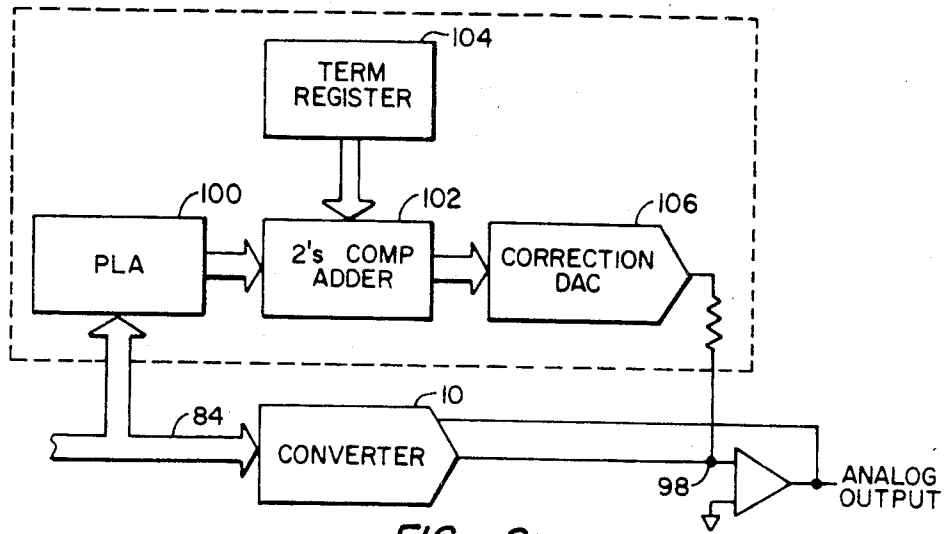 104
TERM
REGISTER
100
102
106
PLA
2's COMP
ADDER
CORRECTION
DAC
84
10
CONVERTER
98
ANALOG
OUTPUT